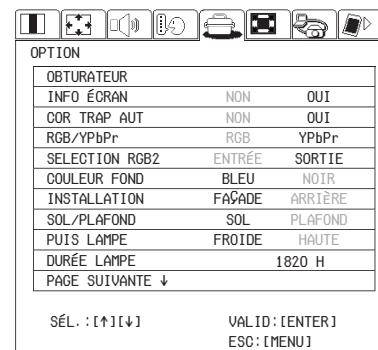 OPTION
OBTURATEUR
INFO ÉCRAN NON OUI
COR TRAP AUT NON OUI
RGB/YPbPr RGB YPbPr
SELECTION RGB2 ENTRÉE SORTIE
COULEUR FOND BLEU NOIR
INSTALLATION FAÇADE ARRIÈRE
SOL/PLAFOND SOL PLAFOND
PUIS LAMPE FROIDE HAUTE
DURÉE LAMPE 1820 H
PAGE SUIVANTE ↓
SÉL.:[↑][↓] VALID:[ENTER]
ESC:[MENU]